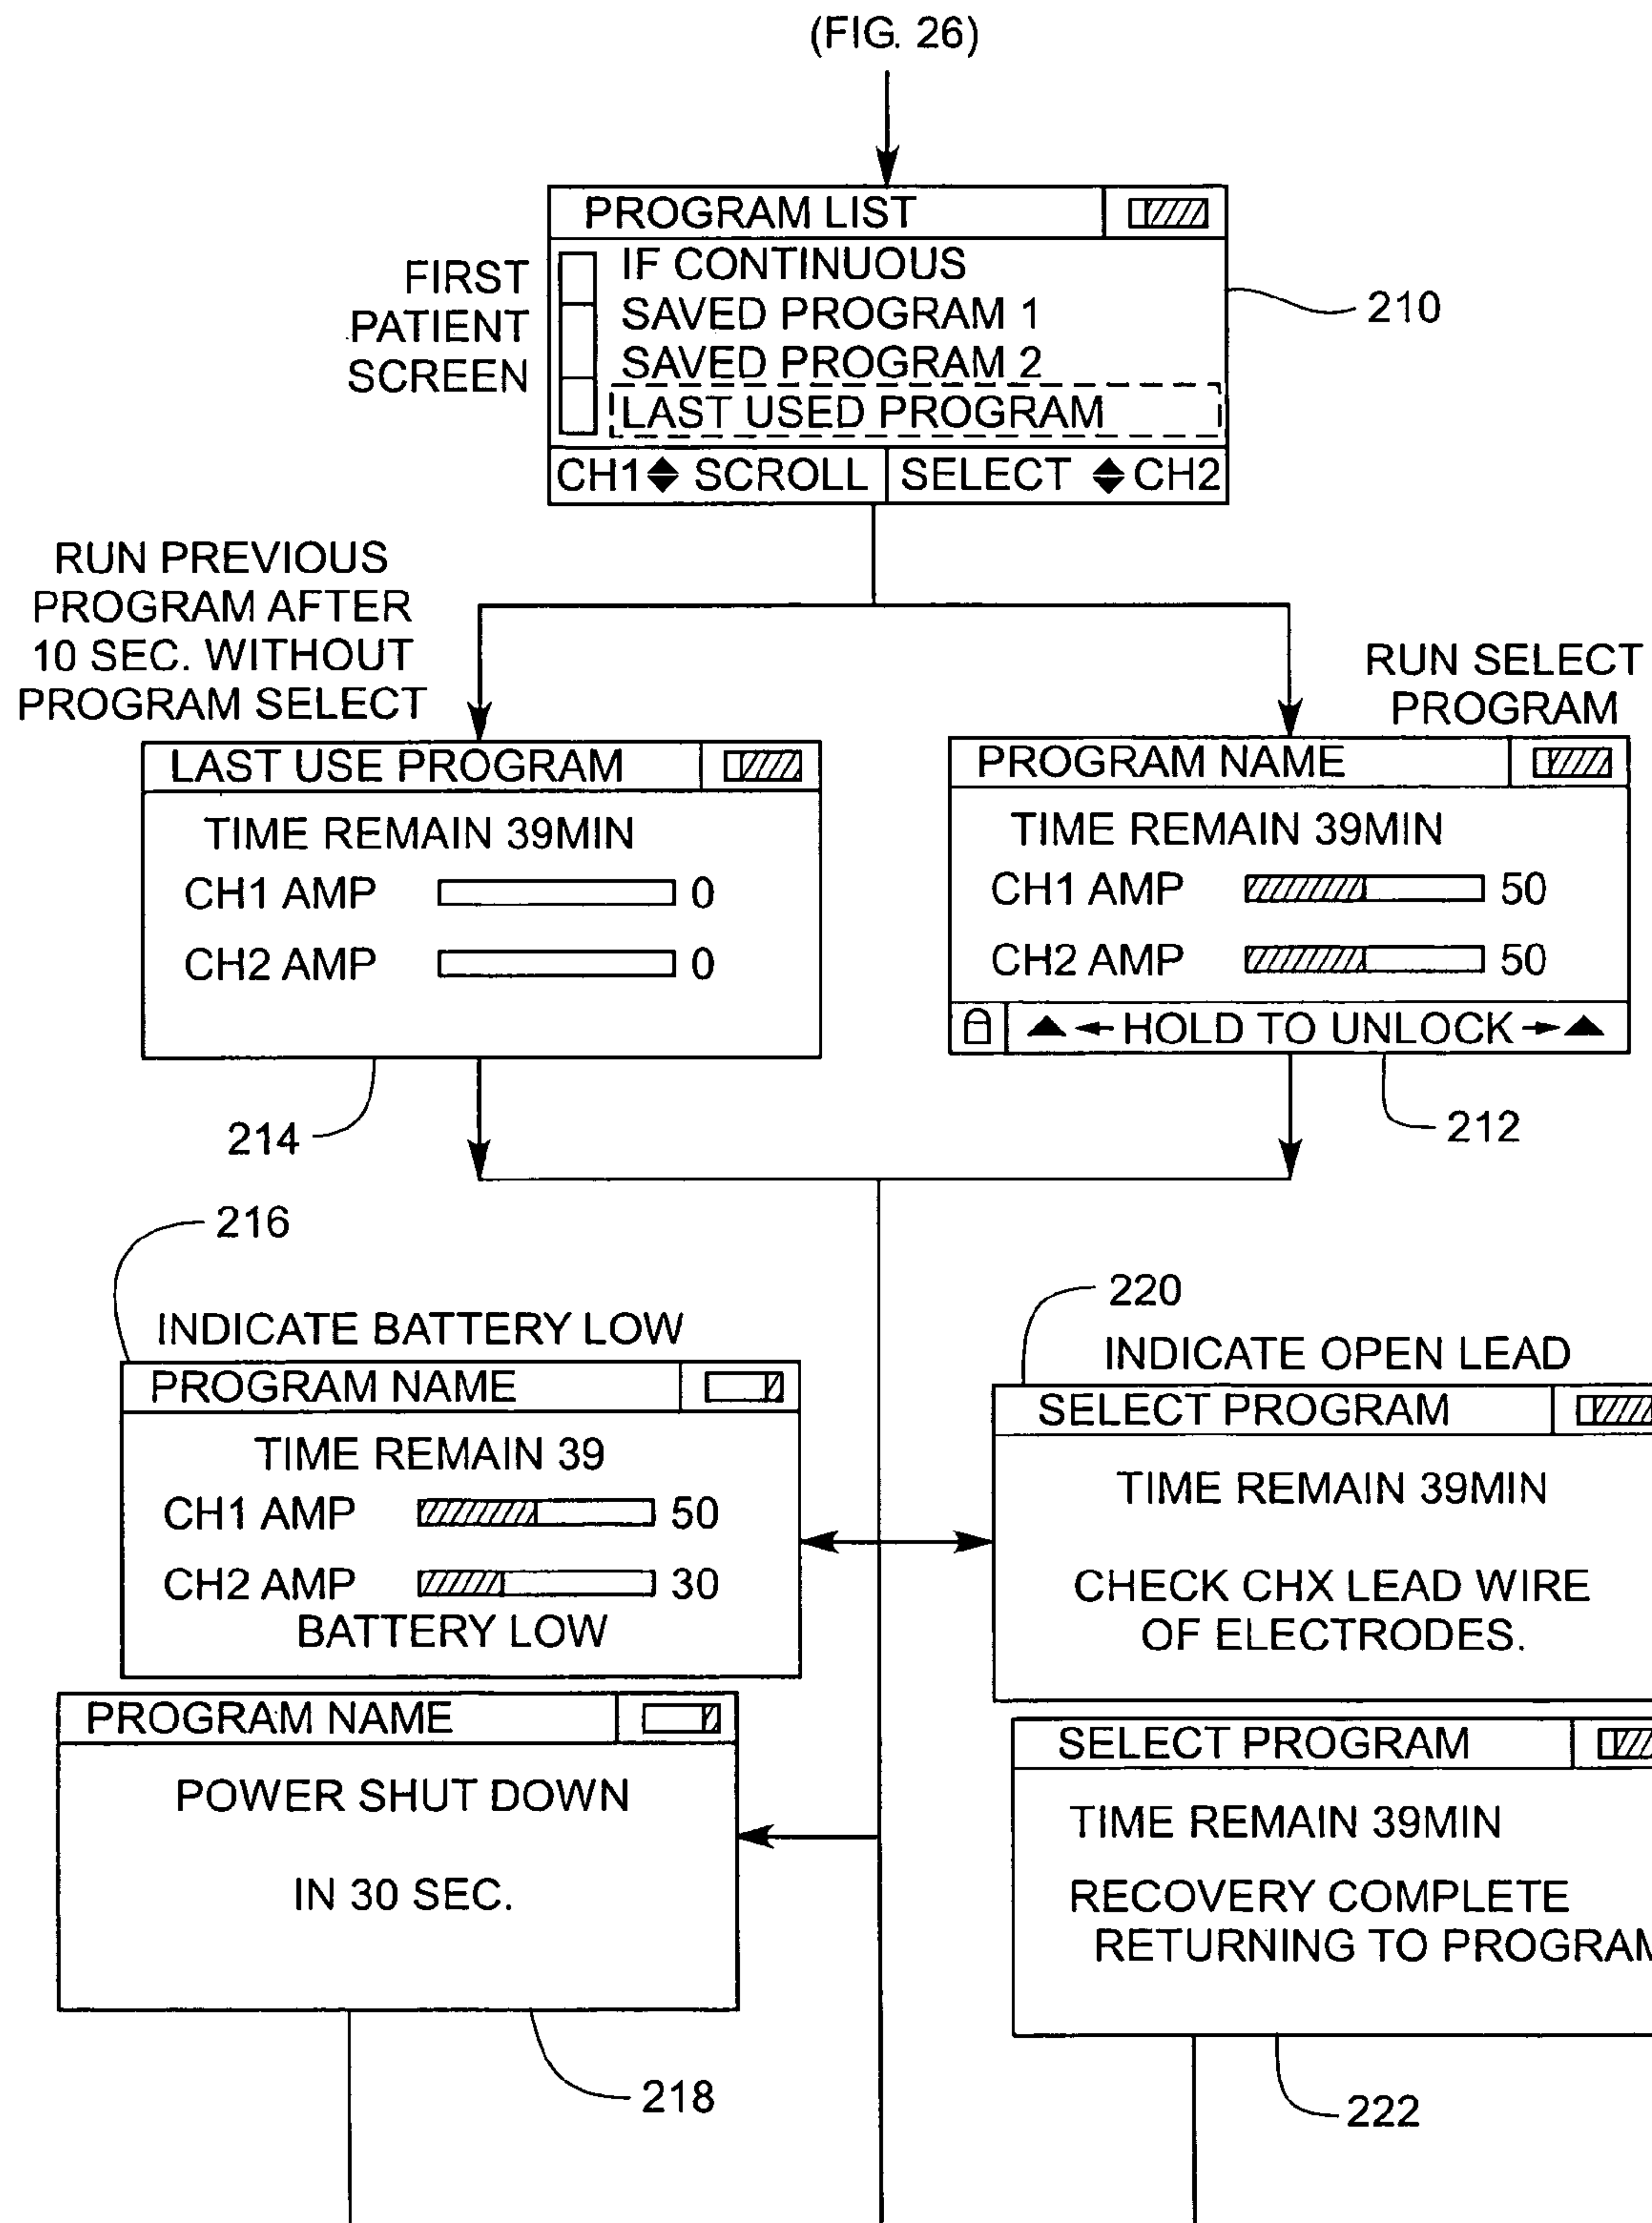 (FIG. 26)
PROGRAM LIST
FIRST
PATIENT
SCREEN
IF CONTINUOUS
SAVED PROGRAM 1
SAVED PROGRAM 2
LAST USED PROGRAM
CH1 SCROLL
SELECT CH2
210
RUN PREVIOUS
PROGRAM AFTER
10 SEC. WITHOUT
PROGRAM SELECT
RUN SELECT
PROGRAM
LAST USE PROGRAM
TIME REMAIN 39MIN
CH1 AMP 0
CH2 AMP 0
214
PROGRAM NAME
TIME REMAIN 39MIN
CH1 AMP 50
CH2 AMP 50
HOLD TO UNLOCK
212
216
INDICATE BATTERY LOW
PROGRAM NAME
TIME REMAIN 39
CH1 AMP 50
CH2 AMP 30
BATTERY LOW
220
INDICATE OPEN LEAD
SELECT PROGRAM
TIME REMAIN 39MIN
CHECK CHX LEAD WIRE
OF ELECTRODES.
PROGRAM NAME
POWER SHUT DOWN
IN 30 SEC.
218
SELECT PROGRAM
TIME REMAIN 39MIN
RECOVERY COMPLETE
RETURNING TO PROGRAM
222